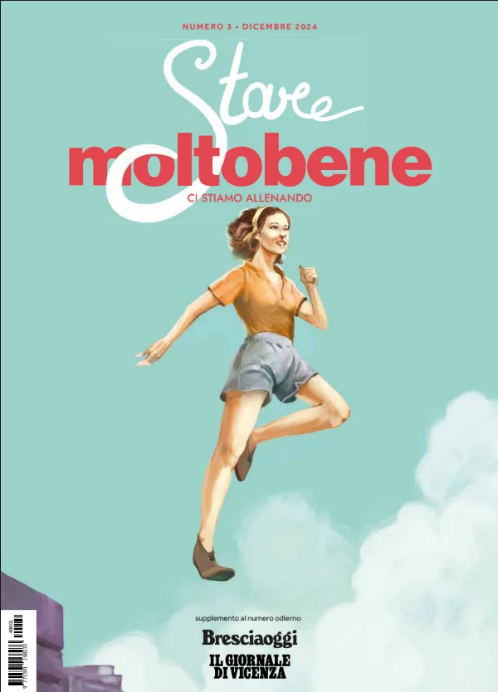 NUMERO 3 • DICEMBRE 2024
Stare
moltobene
CI STIAMO ALLENANDO
supplemento al numero odierno
Bresciaoggi
IL GIORNALE
DI VICENZA